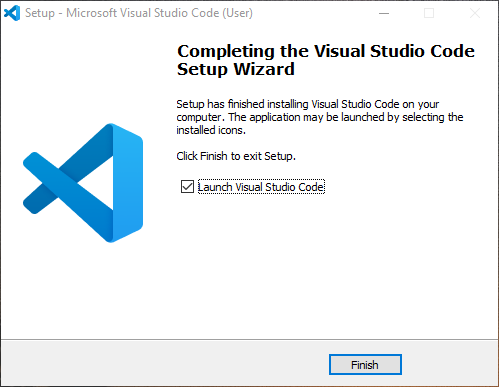 Setup - Microsoft Visual Studio Code (User)
Completing the Visual Studio Code
Setup Wizard
Setup has finished installing Visual Studio Code on your
computer. The application may be launched by selecting the
installed icons.
Click Finish to exit Setup.
Launch Visual Studio Code
Finish